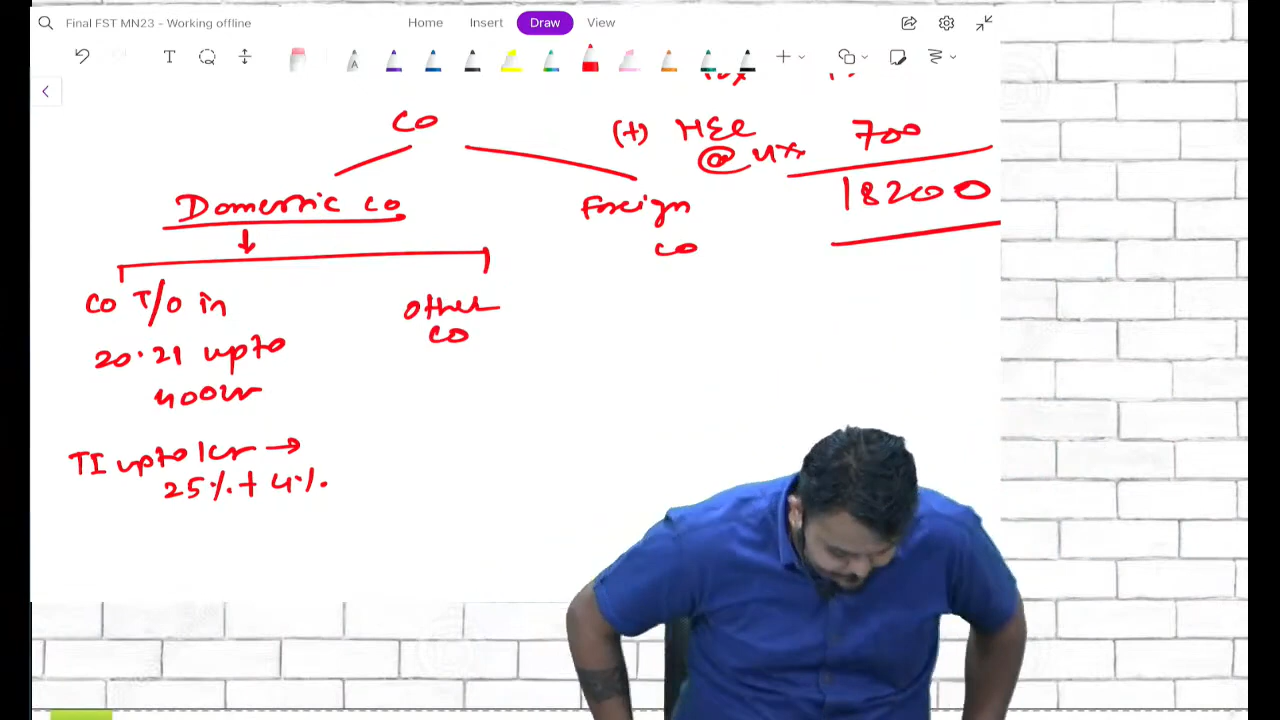 Final FST MN23 - Working offline
Home
Insert
Draw
View
T
A
CO
(+) H&EC
@ 4%
700
18200
Domestic co
Foreign
co
CO T/O in
20.21 upto
400cr
Other
CO
TI upto 1cr →
25% + 4%